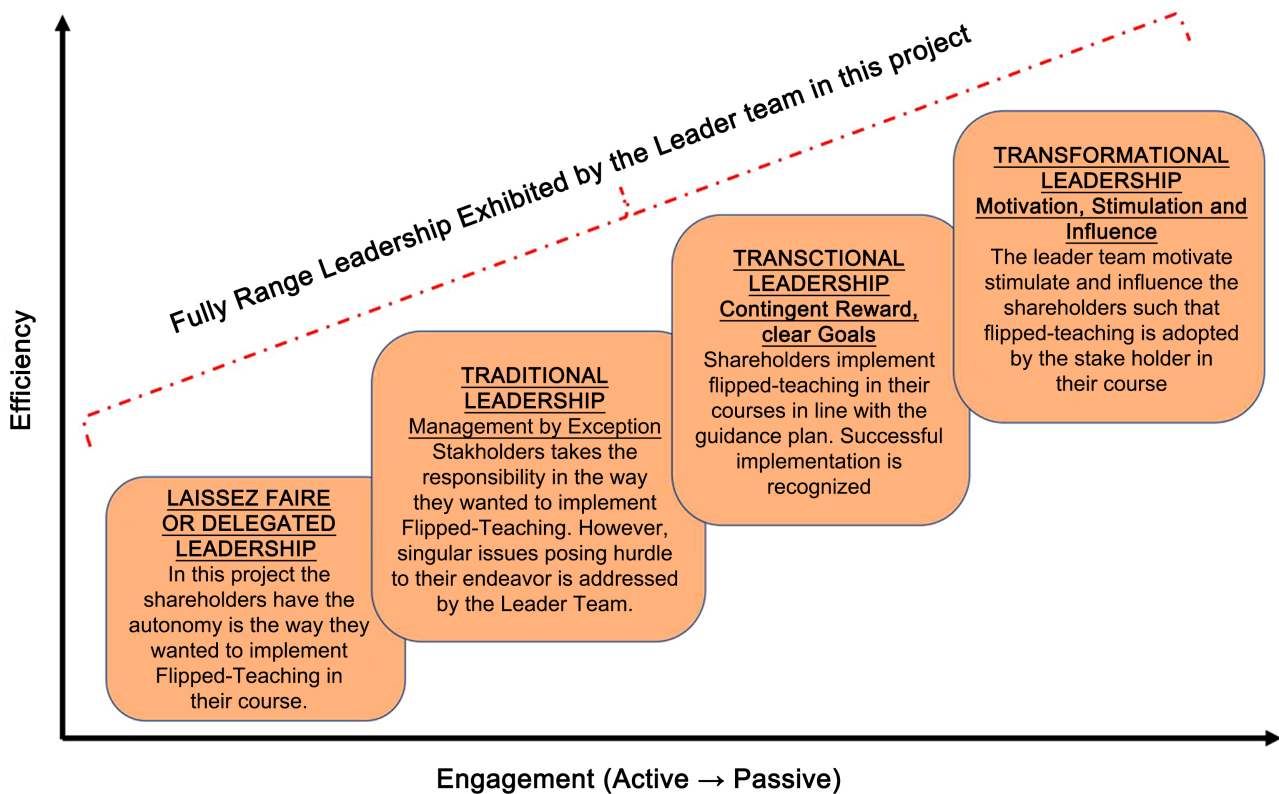 Efficiency
Fully Range Leadership Exhibited by the Leader team in this project
LAISSEZ FAIRE
OR DELEGATED
LEADERSHIP
In this project the
shareholders have the
autonomy is the way they
wanted to implement
Flipped-Teaching in
their course.
TRADITIONAL
LEADERSHIP
Management by Exception
Stakholders takes the
responsibility in the way
they wanted to implement
Flipped-Teaching. However,
singular issues posing hurdle
to their endeavor is addressed
by the Leader Team.
TRANSCTIONAL
LEADERSHIP
Contingent Reward,
clear Goals
Shareholders implement
flipped-teaching in their
courses in line with the
guidance plan. Successful
implementation is
recognized
TRANSFORMATIONAL
LEADERSHIP
Motivation, Stimulation and
Influence
The leader team motivate
stimulate and influence the
shareholders such that
flipped-teaching is adopted
by the stake holder in
their course
Engagement (Active → Passive)